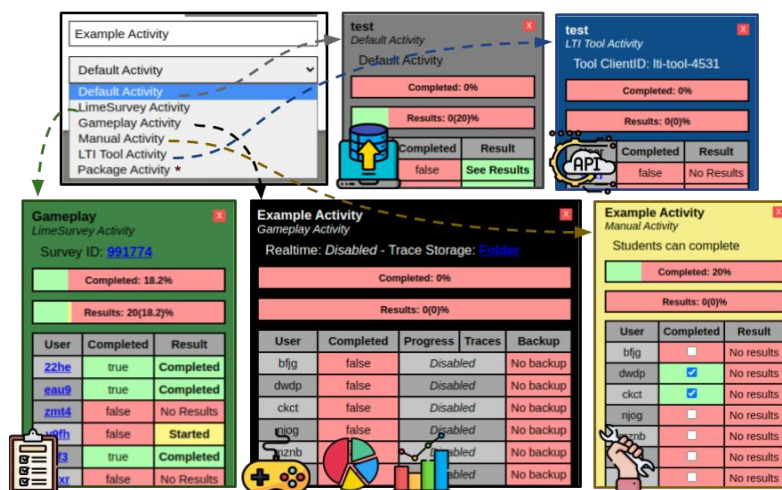 Example Activity
Default Activity
Default Activity
LimeSurvey Activity
Gameplay Activity
Manual Activity
LTI Tool Activity
Package Activity *
test
X
Default Activity
Default Activity
Completed: 0%
Results: 0(20)%
Completed Result
false See Results
test
X
LTI Tool Activity
Tool ClientID: lti-tool-4531
Completed: 0%
Results: 0(0)%
Completed Result
false No Results
API
Gameplay
X
LimeSurvey Activity
Survey ID: 991774
Completed: 18.2%
Results: 20(18.2)%
User Completed Result
22he true Completed
eau9 true Completed
zmt4 false No Results
false Started
true Completed
false No Results
Example Activity
X
Gameplay Activity
Realtime: Disabled - Trace Storage: Folder
Completed: 0%
Results: 0(0)%
User Completed Progress Traces Backup
bfjg false Disabled No backup
dwdp false Disabled No backup
ckct false Disabled No backup
njog false Disabled No backup
false No backup
No backup
Example Activity
X
Manual Activity
Students can complete
Completed: 20%
Results: 0(0)%
User Completed Result
bfjg No results
dwdp No results
ckct No results
njog No results
No results
No results
No results